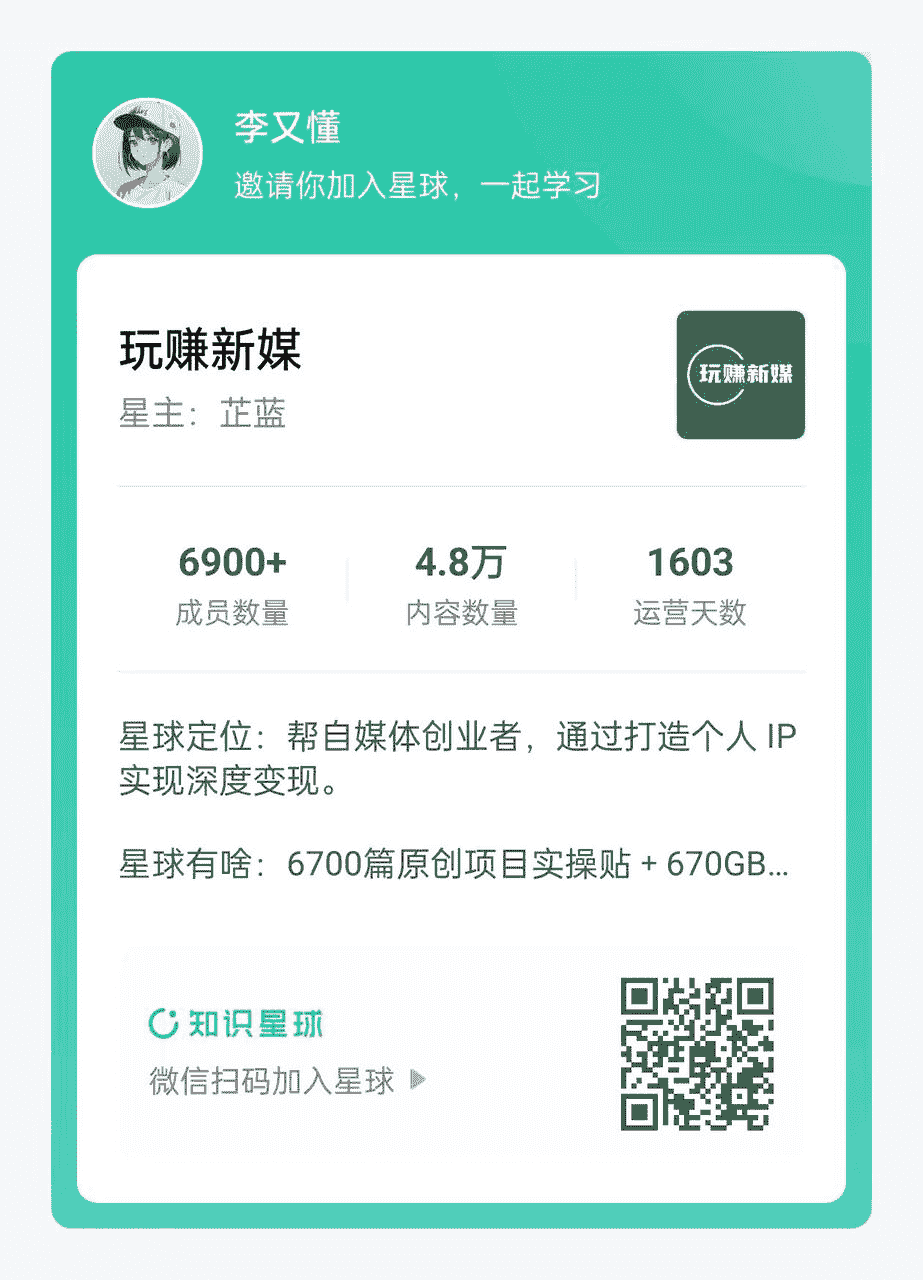 李又懂
邀请你加入星球，一起学习
玩赚新媒
星主：芷蓝
玩赚新媒
6900+
4.8万
1603
成员数量
内容数量
运营天数
星球定位：帮自媒体创业者，通过打造个人 IP
实现深度变现。
星球有啥：6700篇原创项目实操贴 + 670GB...
知识星球
微信扫码加入星球